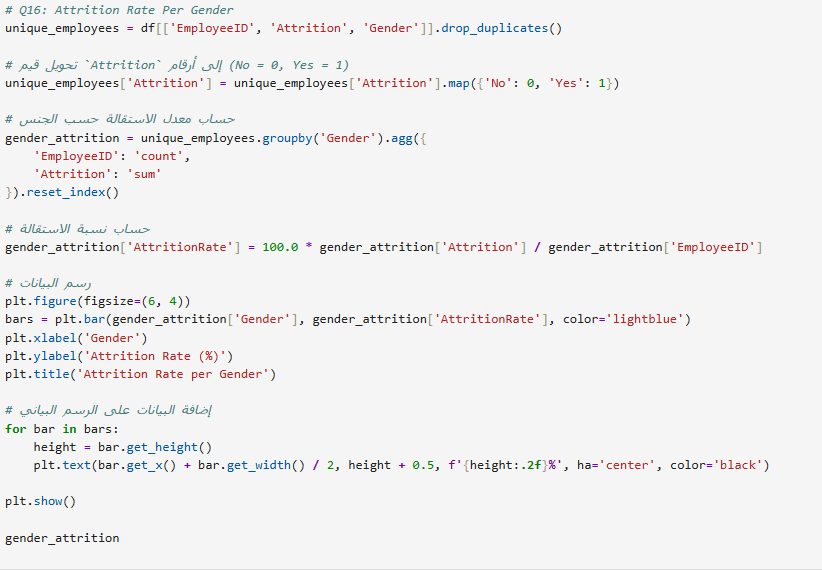 # Q16: Attrition Rate Per Gender
unique_employees = df[['EmployeeID', 'Attrition', 'Gender']].drop_duplicates()
# تحويل قيم `Attrition` إلى أرقام (No = 0, Yes = 1)
unique_employees['Attrition'] = unique_employees['Attrition'].map({'No': 0, 'Yes': 1})
# حساب معدل الاستقالة حسب الجنس
gender_attrition = unique_employees.groupby('Gender').agg({
    'EmployeeID': 'count',
    'Attrition': 'sum'
}).reset_index()
# حساب نسبة الاستقالة
gender_attrition['AttritionRate'] = 100.0 * gender_attrition['Attrition'] / gender_attrition['EmployeeID']
# رسم البيانات
plt.figure(figsize=(6, 4))
bars = plt.bar(gender_attrition['Gender'], gender_attrition['AttritionRate'], color='lightblue')
plt.xlabel('Gender')
plt.ylabel('Attrition Rate (%)')
plt.title('Attrition Rate per Gender')
# إضافة البيانات على الرسم البياني
for bar in bars:
    height = bar.get_height()
    plt.text(bar.get_x() + bar.get_width() / 2, height + 0.5, f'{height:.2f}%', ha='center', color='black')
plt.show()
gender_attrition